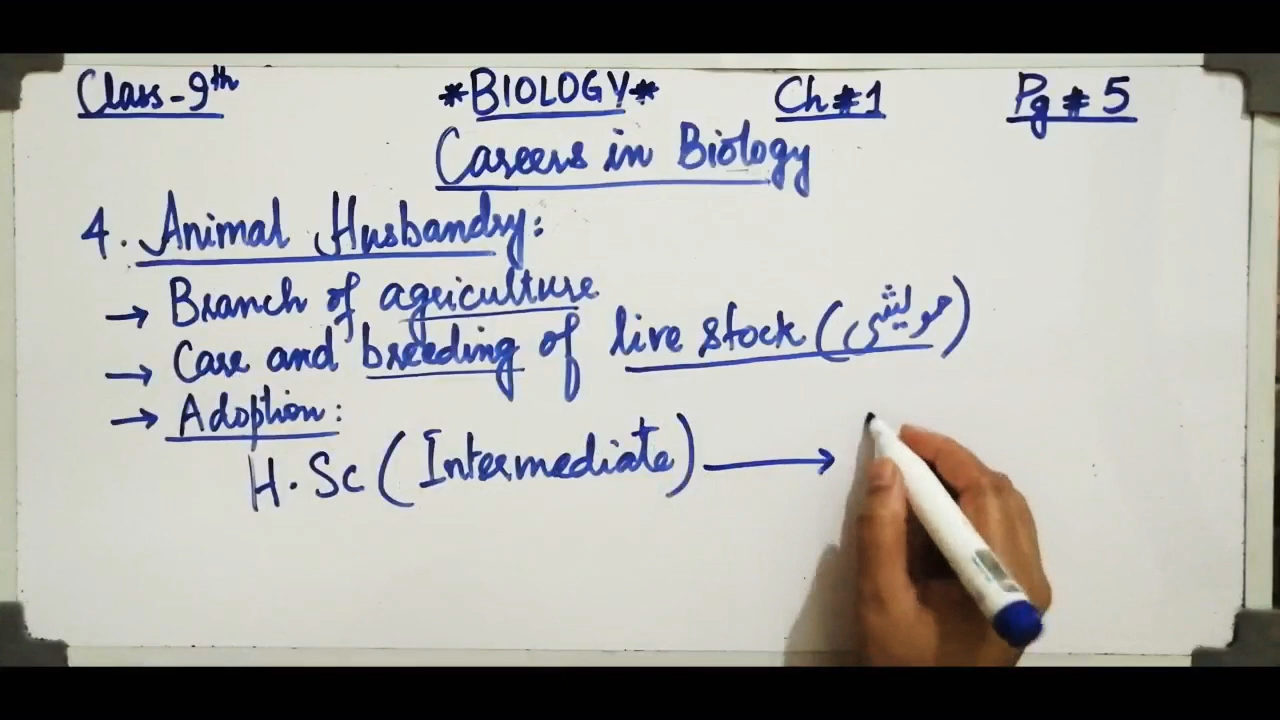 Class-9th *BIOLOGY* Ch#1 Pg#5
Careers in Biology
4. Animal Husbandry:
→ Branch of agriculture
→ Care and breeding of live stock (مویشی)
→ Adoption:
H.Sc (Intermediate) →